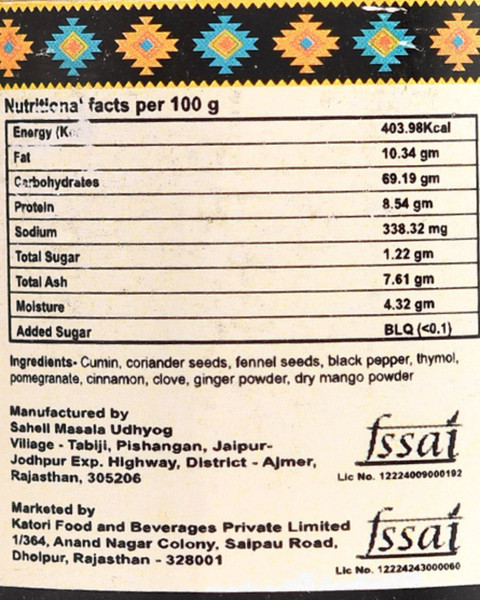 Nutritional facts per 100 g
Energy 403.98Kcal
Fat 10.34 gm
Carbohydrates 69.19 gm
Protein 8.54 gm
Sodium 338.32 mg
Total Sugar 1.22 gm
Total Ash 7.61 gm
Moisture 4.32 gm
Added Sugar BLQ (<0.1)
Ingredients- Cumin, coriander seeds, fennel seeds, black pepper, thymol,
pomegranate, cinnamon, clove, ginger powder, dry mango powder
Manufactured by
Saheli Masala Udhyog
Village - Tabiji, Pishangan, Jaipur-
Jodhpur Exp. Highway, District - Ajmer,
Rajasthan, 305206
fssai
Lic No. 12224009000192
Marketed by
Katori Food and Beverages Private Limited
1/364, Anand Nagar Colony, Saipau Road,
Dholpur, Rajasthan - 328001
fssai
Lic No. 12224243000060